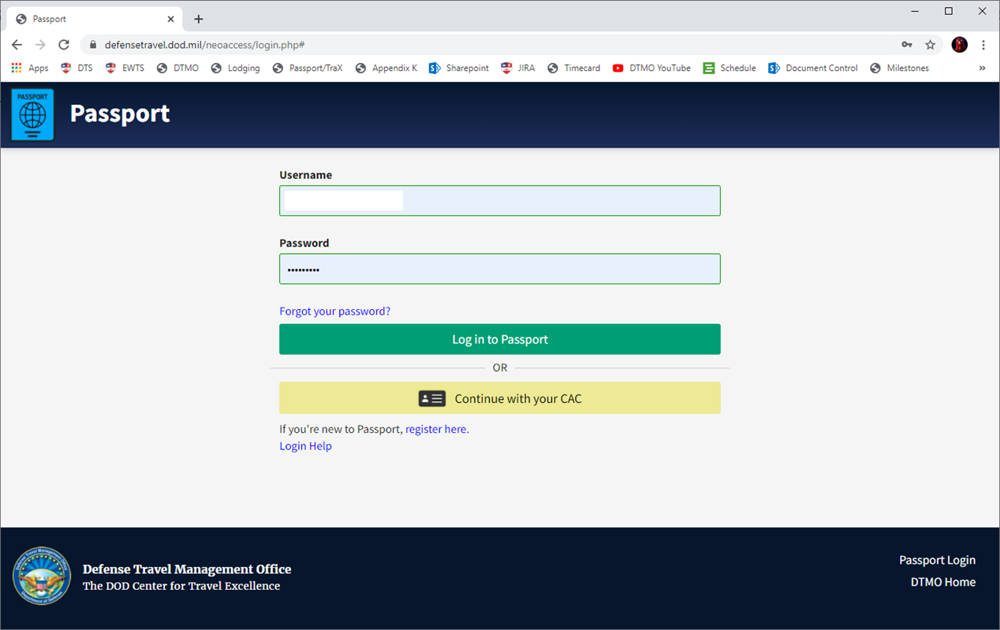 Passport
defensetravel.dod.mil/neoaccess/login.php#
Apps DTS EWTS DTMO Lodging Passport/TraX Appendix K Sharepoint JIRA Timecard DTMO YouTube Schedule Document Control Milestones »
PASSPORT
Passport
Username
Password
•••••••••
Forgot your password?
Log in to Passport
OR
Continue with your CAC
If you're new to Passport, register here.
Login Help
Defense Travel Management Office
The DOD Center for Travel Excellence
Passport Login
DTMO Home